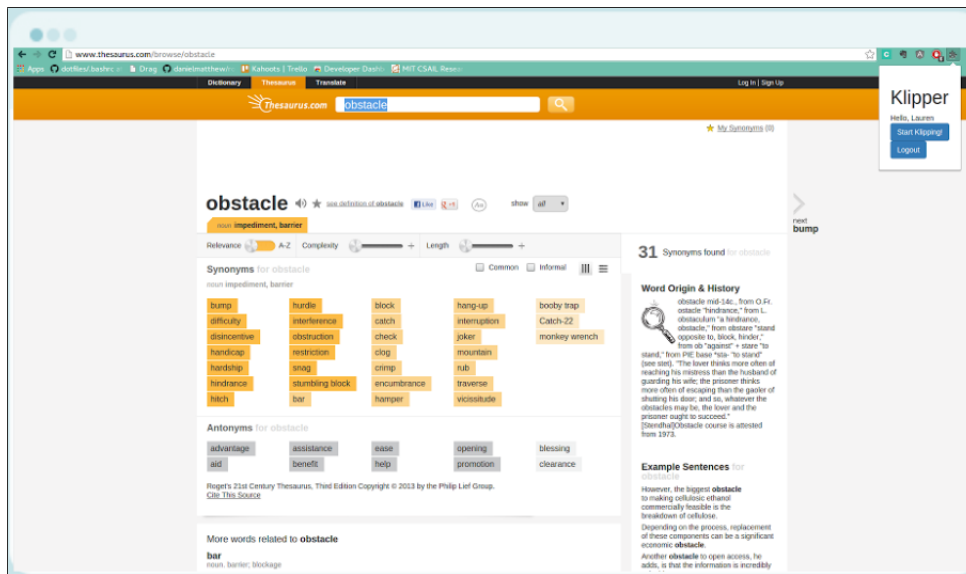 www.thesaurus.com/browse/obstacle
Apps
dotfiles/.bashrc
Drag
danielmatthew/
Kahoots | Trello
Developer Dashb
MIT CSAIL Resea
Dictionary
Thesaurus
Translate
Log In | Sign Up
Thesaurus.com
obstacle
Klipper
Hello, Lauren
Start Klipping!
Logout
My Synonyms (0)
obstacle
see definition of obstacle
Like
+1
Aa
show
all
next
bump
noun impediment, barrier
Relevance
A-Z
Complexity
Length
31 Synonyms found for obstacle
Synonyms for obstacle
Common
Informal
noun impediment, barrier
bump
hurdle
block
hang-up
booby trap
difficulty
interference
catch
interruption
Catch-22
disincentive
obstruction
check
joker
monkey wrench
handicap
restriction
clog
mountain
hardship
snag
crimp
rub
hindrance
stumbling block
encumbrance
traverse
hitch
bar
hamper
vicissitude
Antonyms for obstacle
advantage
assistance
ease
opening
blessing
aid
benefit
help
promotion
clearance
Roget's 21st Century Thesaurus, Third Edition Copyright © 2013 by the Philip Lief Group.
Cite This Source
More words related to obstacle
bar
noun. barrier; blockage
Word Origin & History
obstacle mid-14c., from O.Fr.
ostacle "hindrance," from L.
obstaculum "a hindrance,
obstacle," from obstare "stand
opposite to, block, hinder,"
from ob "against" + stare "to
stand," from PIE base *sta- "to stand"
(see stet). "The lover thinks more often of
reaching his mistress than the husband of
guarding his wife; the prisoner thinks
more often of escaping than the gaoler of
shutting his door; and so, whatever the
obstacles may be, the lover and the
prisoner ought to succeed."
[Stendhal]Obstacle course is attested
from 1973.
Example Sentences for
obstacle
However, the biggest obstacle
to making cellulosic ethanol
commercially feasible is the
breakdown of cellulose.
Depending on the process, replacement
of these components can be a significant
economic obstacle.
Another obstacle to open access, he
adds, is that the information is incredibly